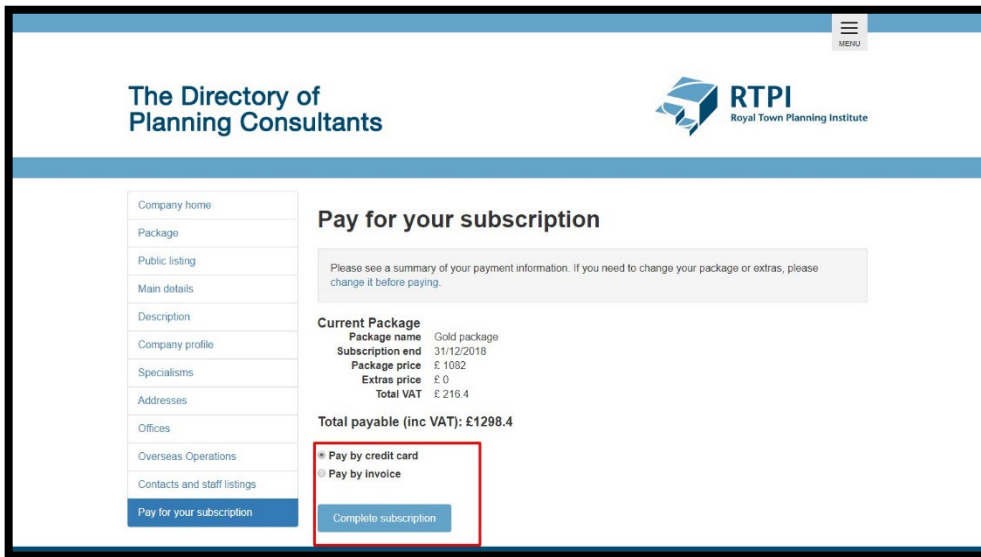 MENU
The Directory of
Planning Consultants
RTPI
Royal Town Planning Institute
Company home
Package
Public listing
Main details
Description
Company profile
Specialisms
Addresses
Offices
Overseas Operations
Contacts and staff listings
Pay for your subscription
Pay for your subscription
Please see a summary of your payment information. If you need to change your package or extras, please
change it before paying.
Current Package
Package name Gold package
Subscription end 31/12/2018
Package price £ 1082
Extras price £ 0
Total VAT £ 216.4
Total payable (inc VAT): £1298.4
Pay by credit card
Pay by invoice
Complete subscription